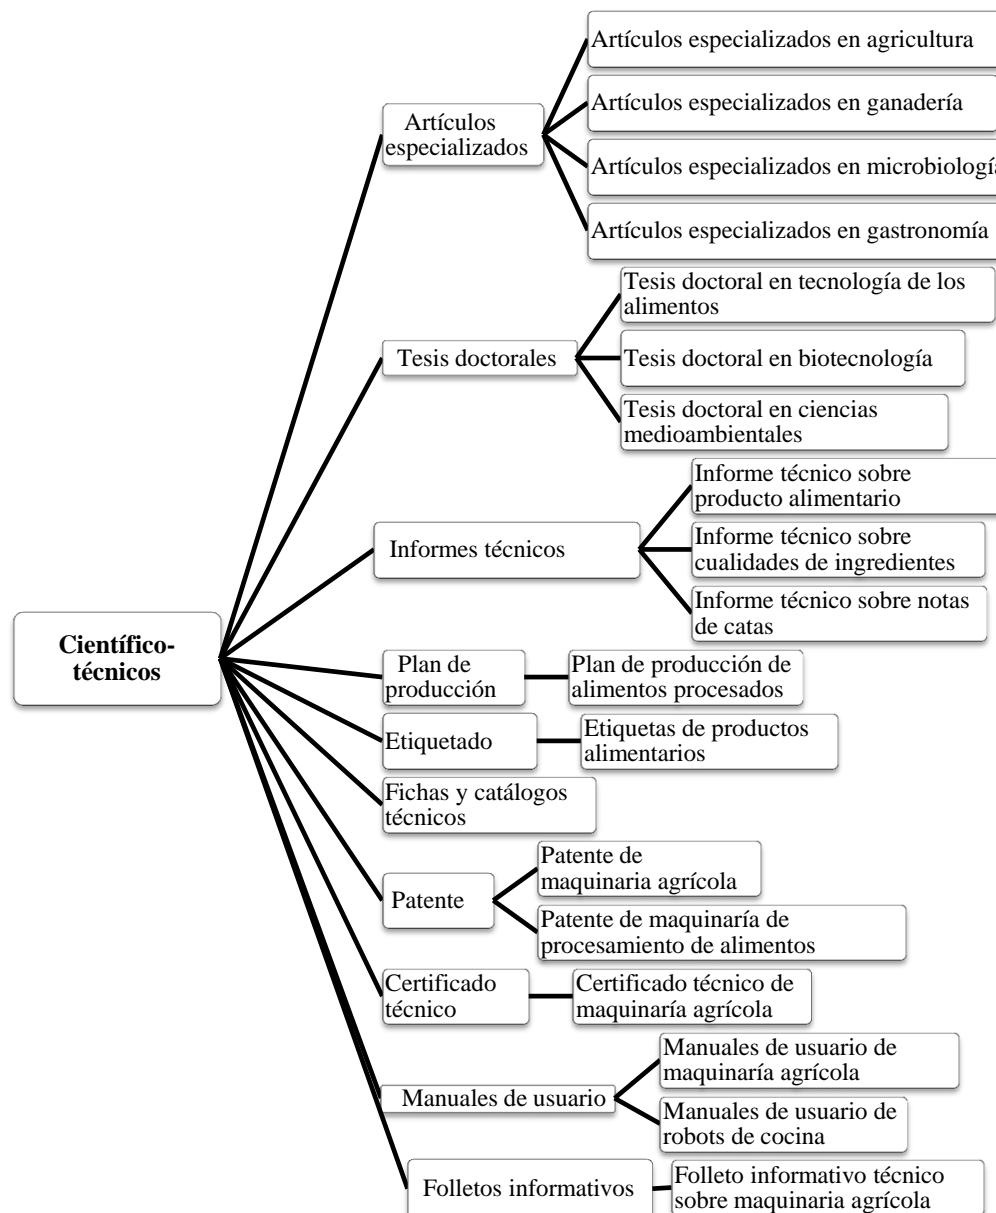 Científico-
técnicos
Artículos
especializados
Artículos especializados en agricultura
Artículos especializados en ganadería
Artículos especializados en microbiología
Artículos especializados en gastronomía
Tesis doctorales
Tesis doctoral en tecnología de los
alimentos
Tesis doctoral en biotecnología
Tesis doctoral en ciencias
medioambientales
Informes técnicos
Informe técnico sobre
producto alimentario
Informe técnico sobre
cualidades de ingredientes
Informe técnico sobre notas
de catas
Plan de
producción
Plan de producción de
alimentos procesados
Etiquetado
Etiquetas de productos
alimentarios
Fichas y catálogos
técnicos
Patente
Patente de
maquinaria agrícola
Patente de maquinaría de
procesamiento de alimentos
Certificado
técnico
Certificado técnico de
maquinaría agrícola
Manuales de usuario
Manuales de usuario de
maquinaría agrícola
Manuales de usuario de
robots de cocina
Folletos informativos
Folleto informativo técnico
sobre maquinaria agrícola